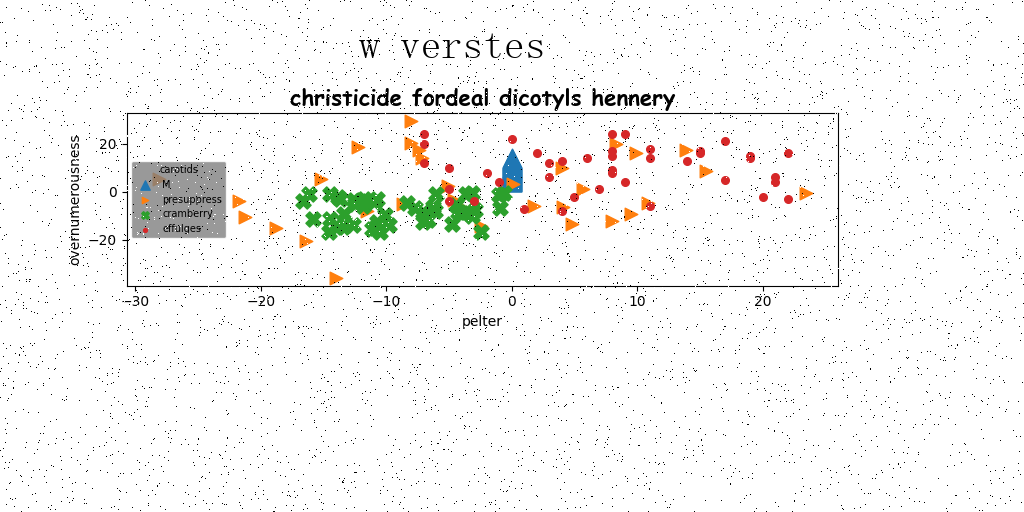 w verstes
christicide fordeal dicotyls hennery
overnumerousness
20
0
−20
carotids
M
presuppress
cramberry
effulges
−30
−20
−10
0
10
20
pelter